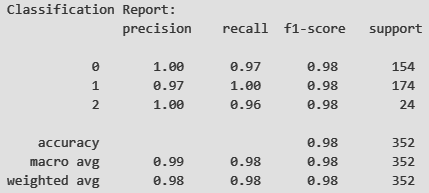 Classification Report:
precision recall f1-score support
0 1.00 0.97 0.98 154
1 0.97 1.00 0.98 174
2 1.00 0.96 0.98 24
accuracy 0.98 352
macro avg 0.99 0.98 0.98 352
weighted avg 0.98 0.98 0.98 352